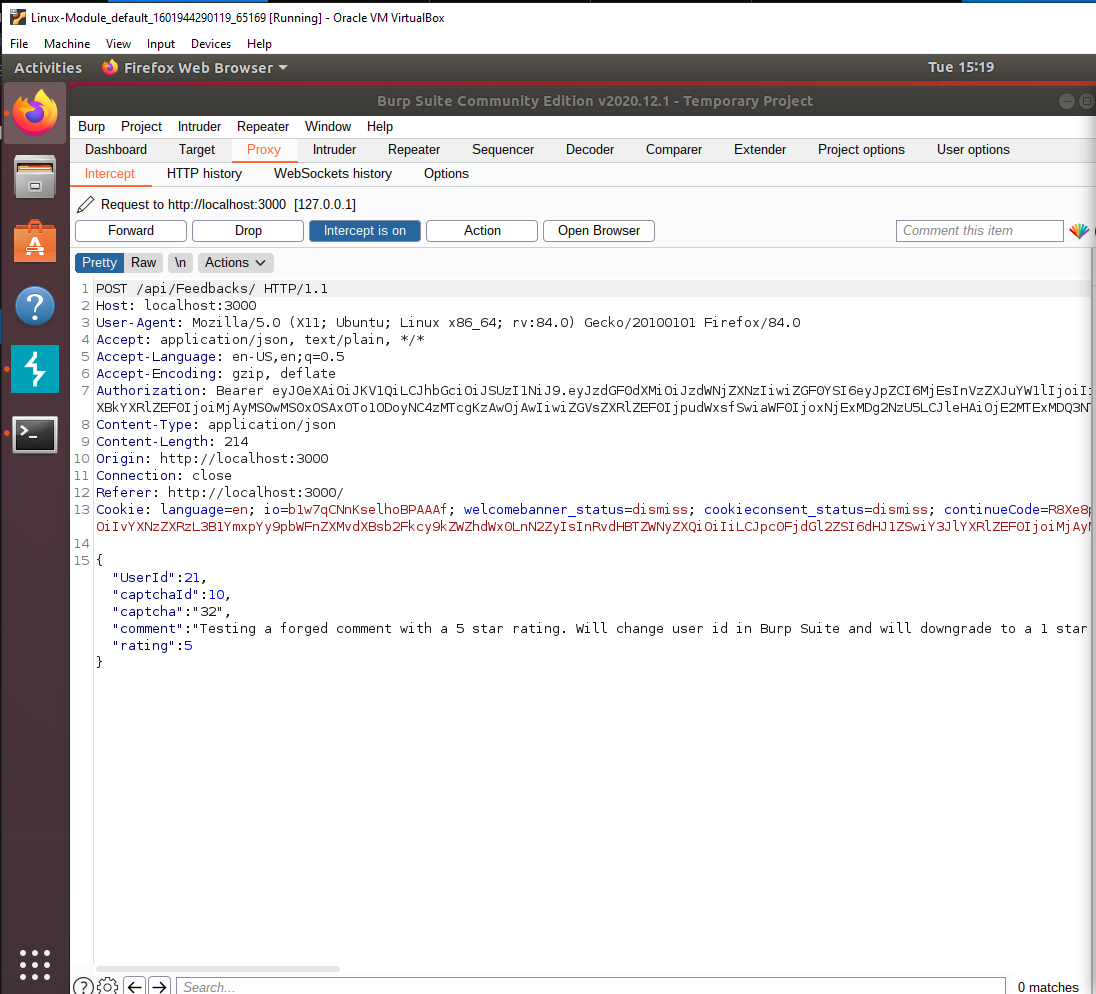 Linux-Module_default_1601944290119_65169 [Running] - Oracle VM VirtualBox
File Machine View Input Devices Help
Activities Firefox Web Browser Tue 15:19
Burp Suite Community Edition v2020.12.1 - Temporary Project
Burp Project Intruder Repeater Window Help
Dashboard Target Proxy Intruder Repeater Sequencer Decoder Comparer Extender Project options User options
Intercept HTTP history WebSockets history Options
Request to http://localhost:3000 [127.0.0.1]
Forward Drop Intercept is on Action Open Browser Comment this item
Pretty Raw \n Actions
1 POST /api/Feedbacks/ HTTP/1.1
2 Host: localhost:3000
3 User-Agent: Mozilla/5.0 (X11; Ubuntu; Linux x86_64; rv:84.0) Gecko/20100101 Firefox/84.0
4 Accept: application/json, text/plain, */*
5 Accept-Language: en-US,en;q=0.5
6 Accept-Encoding: gzip, deflate
7 Authorization: Bearer
8 Content-Type: application/json
9 Content-Length: 214
10 Origin: http://localhost:3000
11 Connection: close
12 Referer: http://localhost:3000/
13 Cookie: language=en; io=b1w7qCNnKselhoBPAAAf; welcomebanner_status=dismiss; cookieconsent_status=dismiss; continueCode=R8Xe8
14
15 {
"UserId":21,
"captchaId":10,
"captcha":"32",
"comment":"Testing a forged comment with a 5 star rating. Will change user id in Burp Suite and will downgrade to a 1 star
"rating":5
}
Search...
0 matches